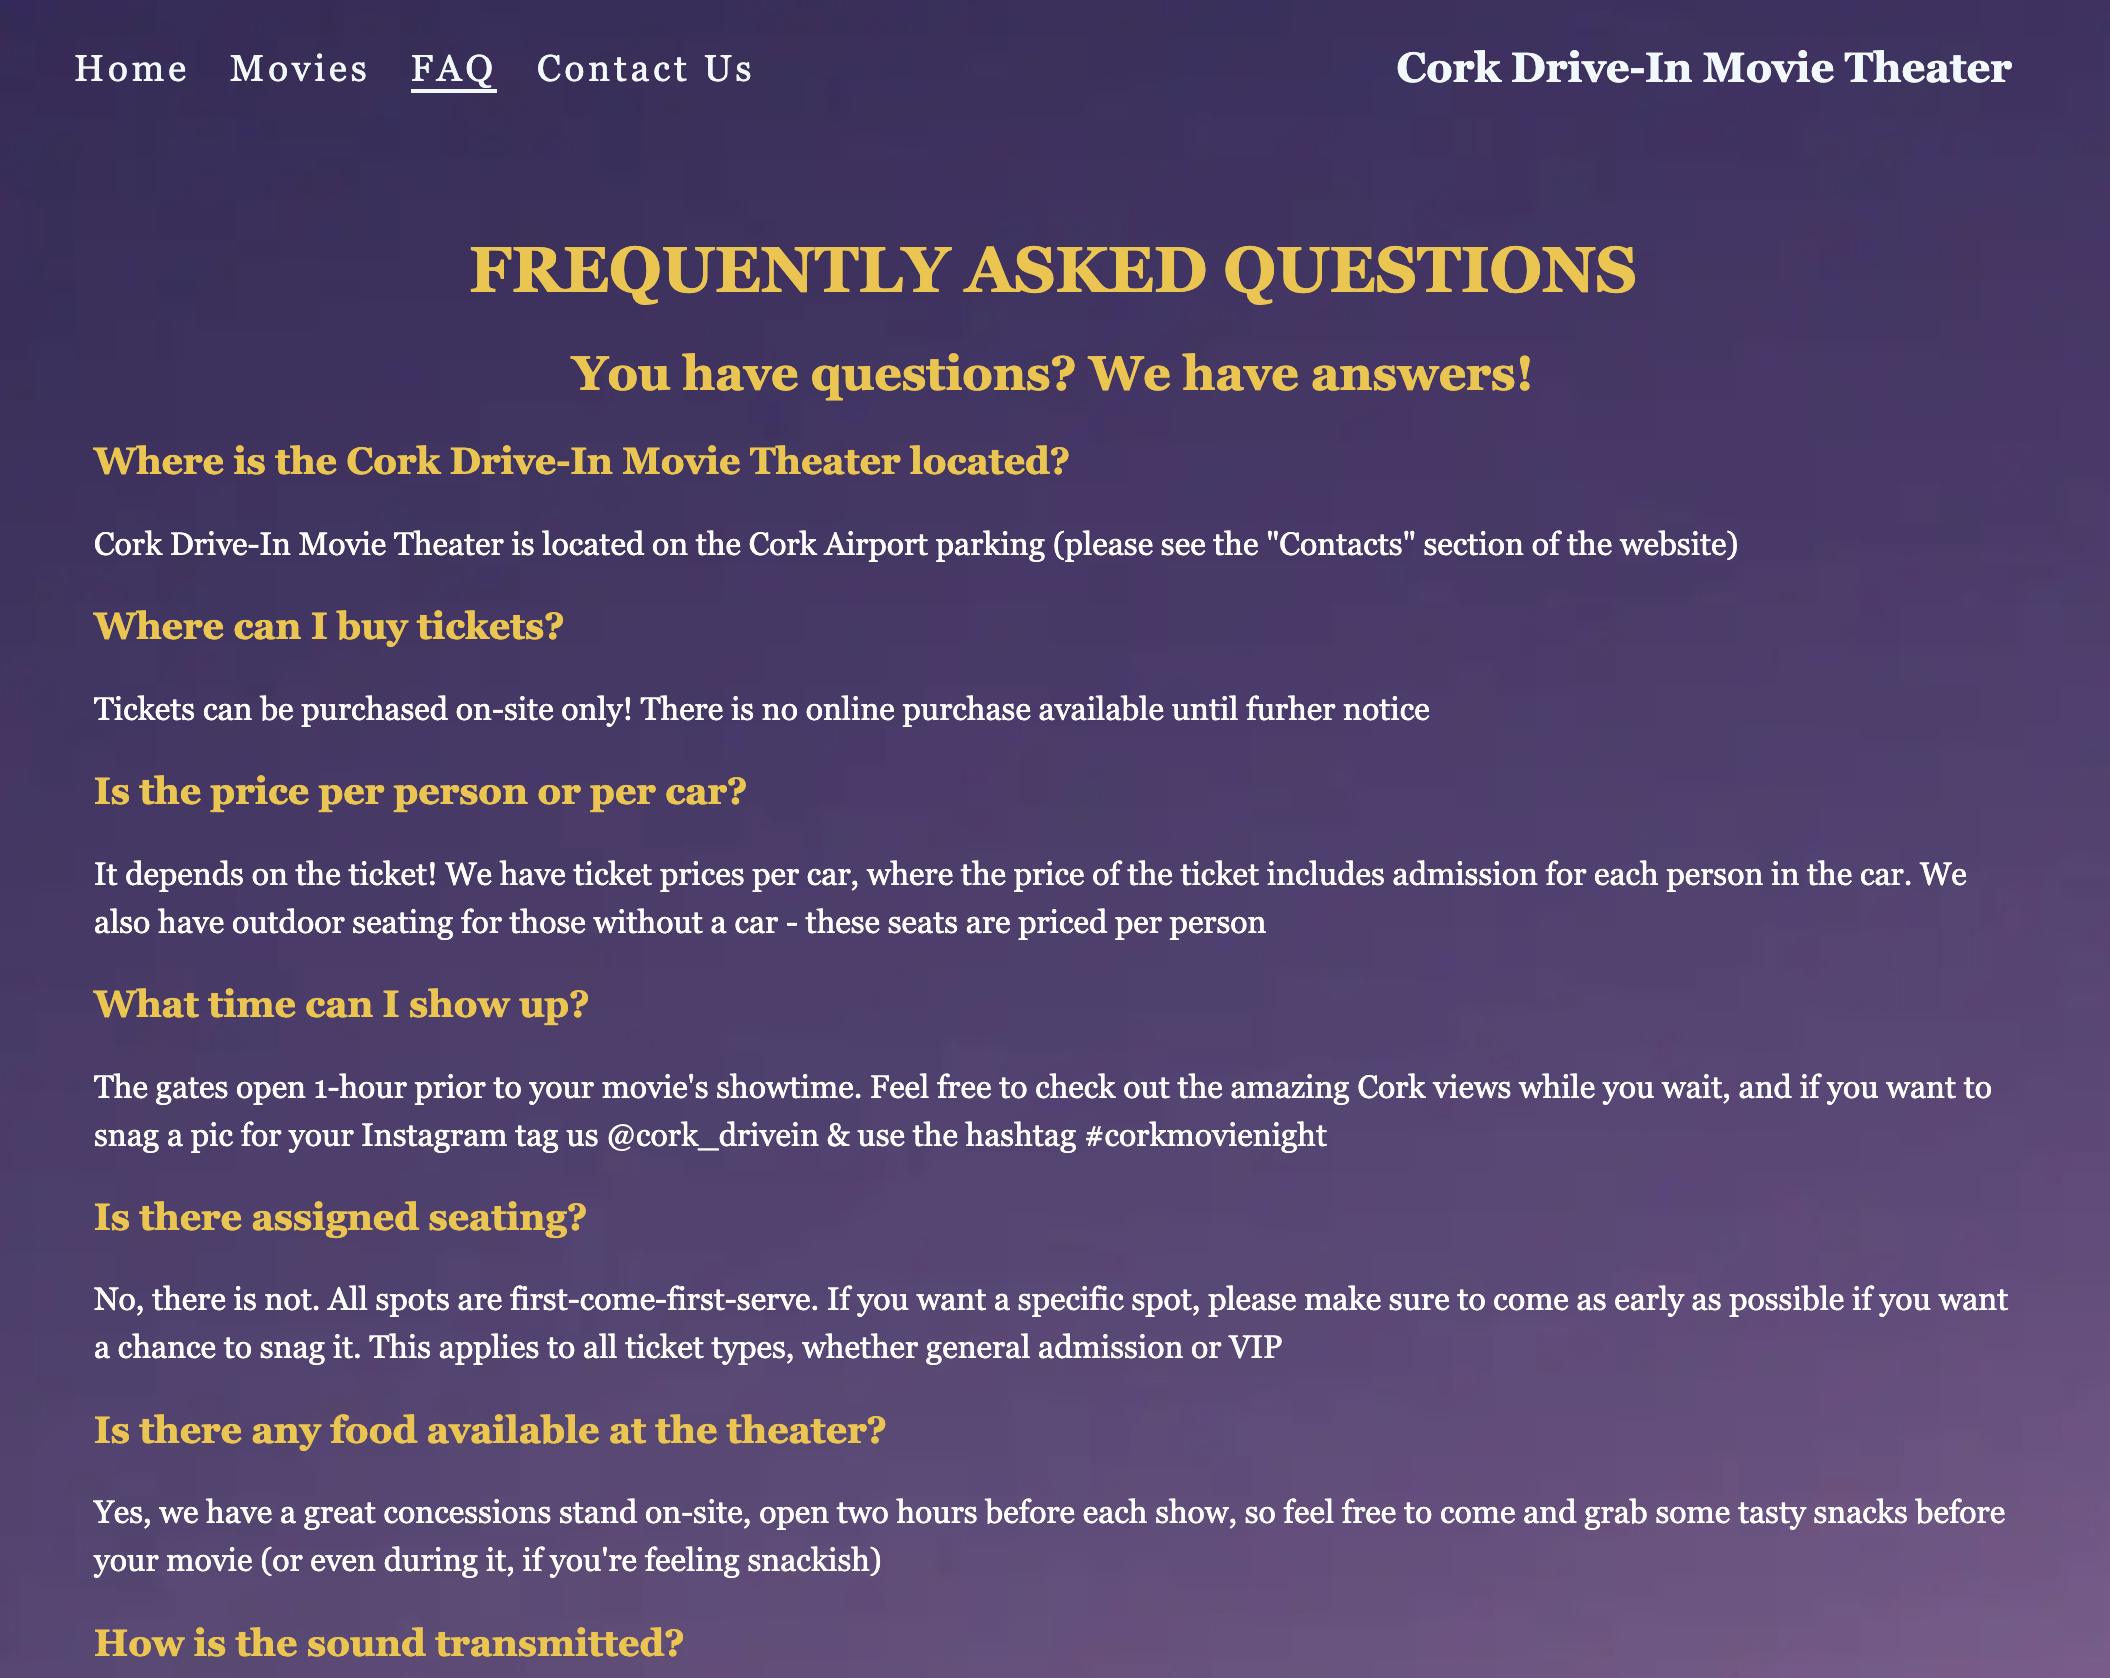 Home Movies FAQ Contact Us Cork Drive-In Movie Theater
FREQUENTLY ASKED QUESTIONS
You have questions? We have answers!
Where is the Cork Drive-In Movie Theater located?
Cork Drive-In Movie Theater is located on the Cork Airport parking (please see the "Contacts" section of the website)
Where can I buy tickets?
Tickets can be purchased on-site only! There is no online purchase available until furher notice
Is the price per person or per car?
It depends on the ticket! We have ticket prices per car, where the price of the ticket includes admission for each person in the car. We
also have outdoor seating for those without a car - these seats are priced per person
What time can I show up?
The gates open 1-hour prior to your movie's showtime. Feel free to check out the amazing Cork views while you wait, and if you want to
snag a pic for your Instagram tag us @cork_drivein & use the hashtag #corkmovienight
Is there assigned seating?
No, there is not. All spots are first-come-first-serve. If you want a specific spot, please make sure to come as early as possible if you want
a chance to snag it. This applies to all ticket types, whether general admission or VIP
Is there any food available at the theater?
Yes, we have a great concessions stand on-site, open two hours before each show, so feel free to come and grab some tasty snacks before
your movie (or even during it, if you're feeling snackish)
How is the sound transmitted?